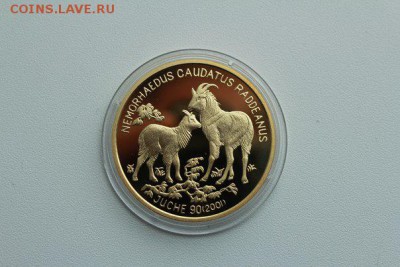 COINS.LAVE.RU
NEMORHAEDUS CAUDATUS RADDEANUS
JUCHE 90(2001)